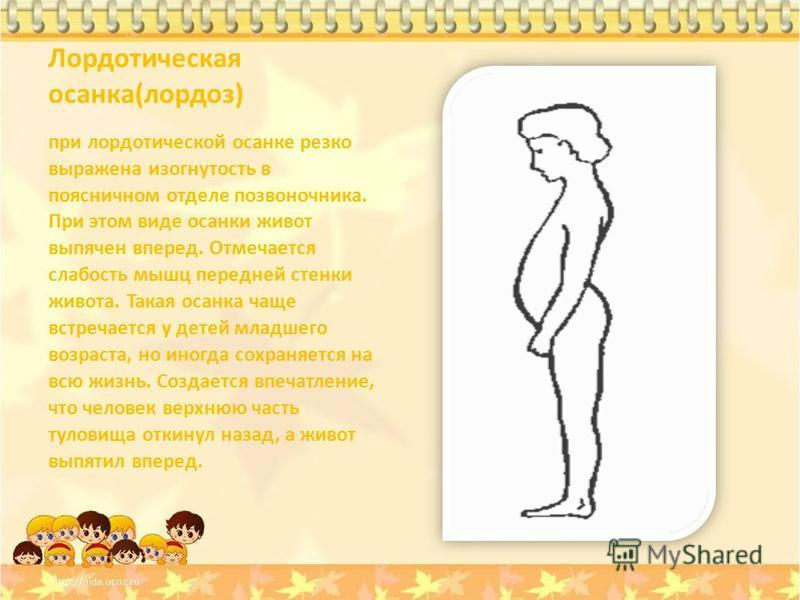 Лордотическая
осанка(лордоз)
при лордотической осанке резко
выражена изогнутость в
поясничном отделе позвоночника.
При этом виде осанки живот
выпячен вперед. Отмечается
слабость мышц передней стенки
живота. Такая осанка чаще
встречается у детей младшего
возраста, но иногда сохраняется на
всю жизнь. Создается впечатление,
что человек верхнюю часть
туловища откинул назад, а живот
выпятил вперед.
http://aida.ucoz.ru
MyShared